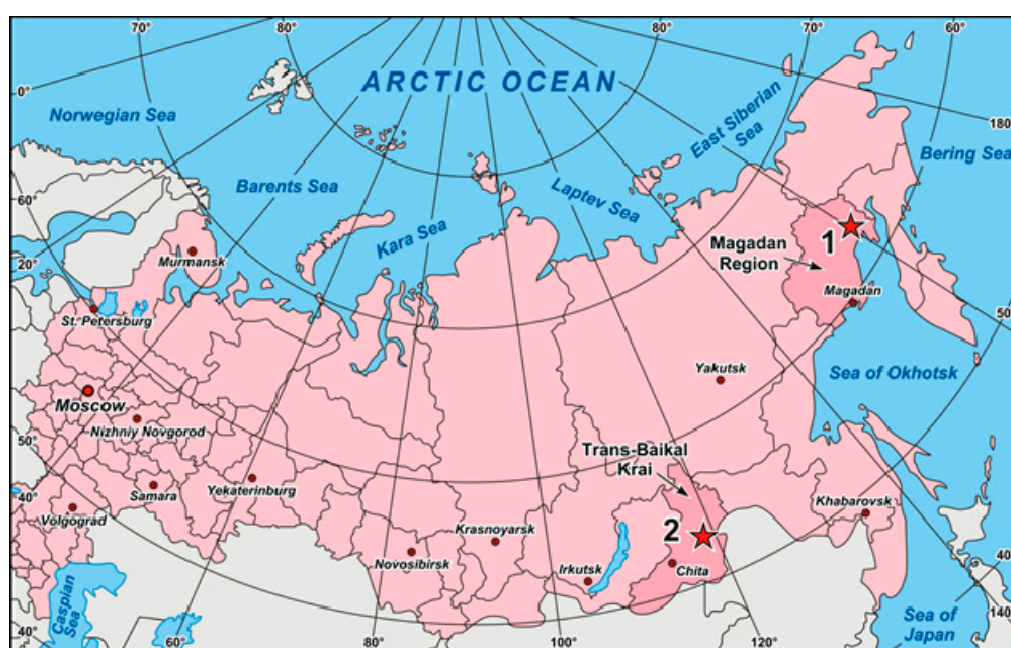 70°
80°
80°
70°
60°
0°
ARCTIC OCEAN
Norwegian Sea
East Siberian
Sea
180
Bering Sea
Barents Sea
Laptev Sea
60°
Kara Sea
1
Magadan
Region
Murmansk
20°
Magadan
50°
St. Petersburg
Yakutsk
Sea of Okhotsk
Moscow
Nizhniy Novgorod
50°
Trans-Baikal
Krai
40°
Samara
Yekaterinburg
Khabarovsk
Volgograd
Krasnoyarsk
2
Novosibirsk
Irkutsk
Chita
40°
Caspian
Sea
140°
Sea of
Japan
40°
60°
80°
100°
120°